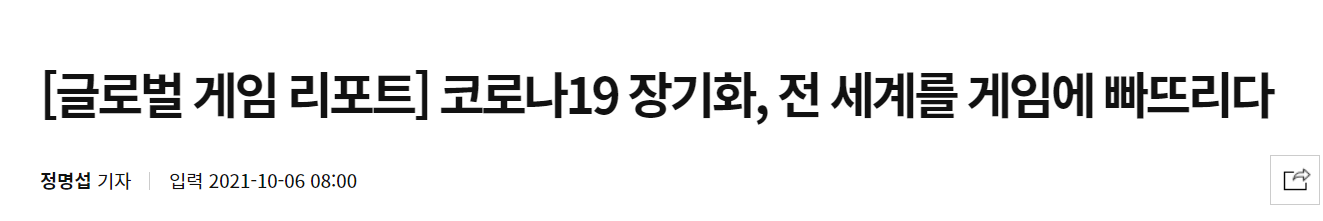 [글로벌 게임 리포트] 코로나19 장기화, 전 세계를 게임에 빠뜨리다
정명섭 기자 입력 2021-10-06 08:00